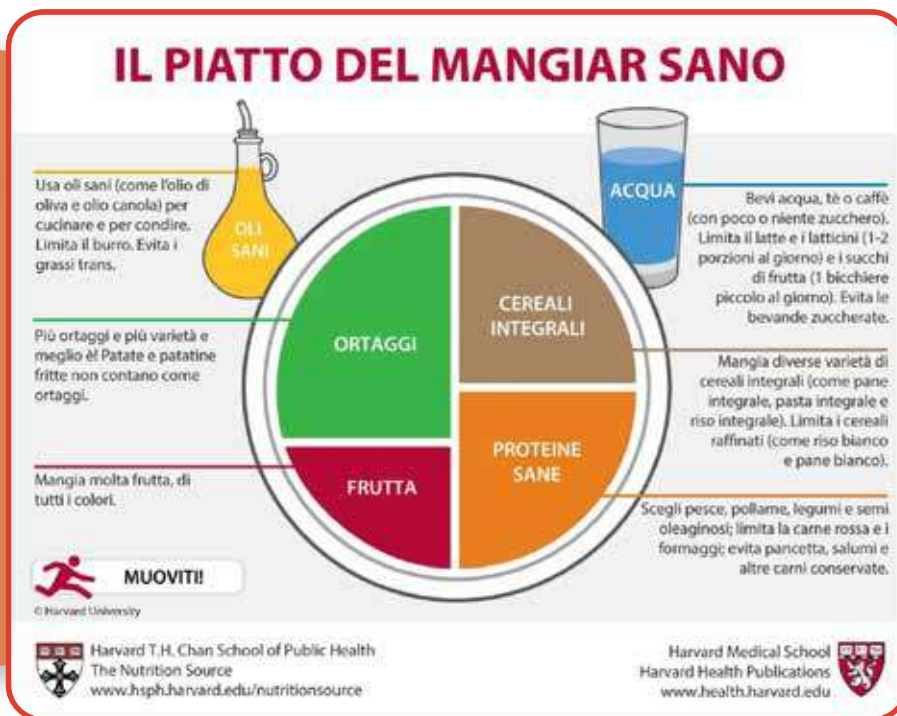 IL PIATTO DEL MANGIAR SANO
Usa oli sani (come l'olio di
oliva e olio canola) per
cucinare e per condire.
Limita il burro. Evita i
grassi trans.
OLI
SANI
ACQUA
Bevi acqua, tè o caffè
(con poco o niente zucchero).
Limita il latte e i latticini (1-2
porzioni al giorno) e i succhi
di frutta (1 bicchiere
piccolo al giorno). Evita le
bevande zuccherate.
Più ortaggi e più varietà e
meglio è! Patate e patatine
fritte non contano come
ortaggi.
ORTAGGI
CEREALI
INTEGRALI
Mangia diverse varietà di
cereali integrali (come pane
integrale, pasta integrale e
riso integrale). Limita i cereali
raffinati (come riso bianco
e pane bianco).
Mangia molta frutta, di
tutti i colori.
FRUTTA
PROTEINE
SANE
Scegli pesce, pollame, legumi e semi
oleaginosi; limita la carne rossa e i
formaggi; evita pancetta, salumi e
altre carni conservate.
MUOVITI!
© Harvard University
Harvard T.H. Chan School of Public Health
The Nutrition Source
www.hsph.harvard.edu/nutritionsource
Harvard Medical School
Harvard Health Publications
www.health.harvard.edu